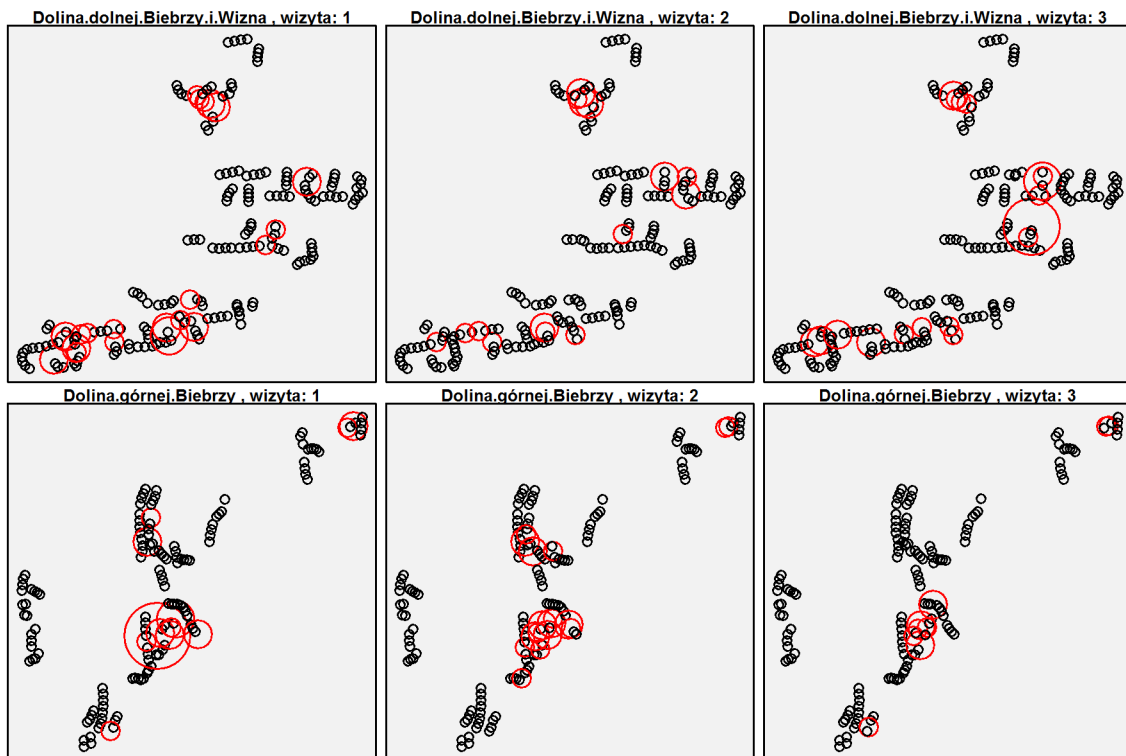 Dolina.dolnej.Biebrzy.i.Wizna , wizyta: 1
Dolina.dolnej.Biebrzy.i.Wizna , wizyta: 2
Dolina.dolnej.Biebrzy.i.Wizna , wizyta: 3
Dolina.górnej.Biebrzy , wizyta: 1
Dolina.górnej.Biebrzy , wizyta: 2
Dolina.górnej.Biebrzy , wizyta: 3